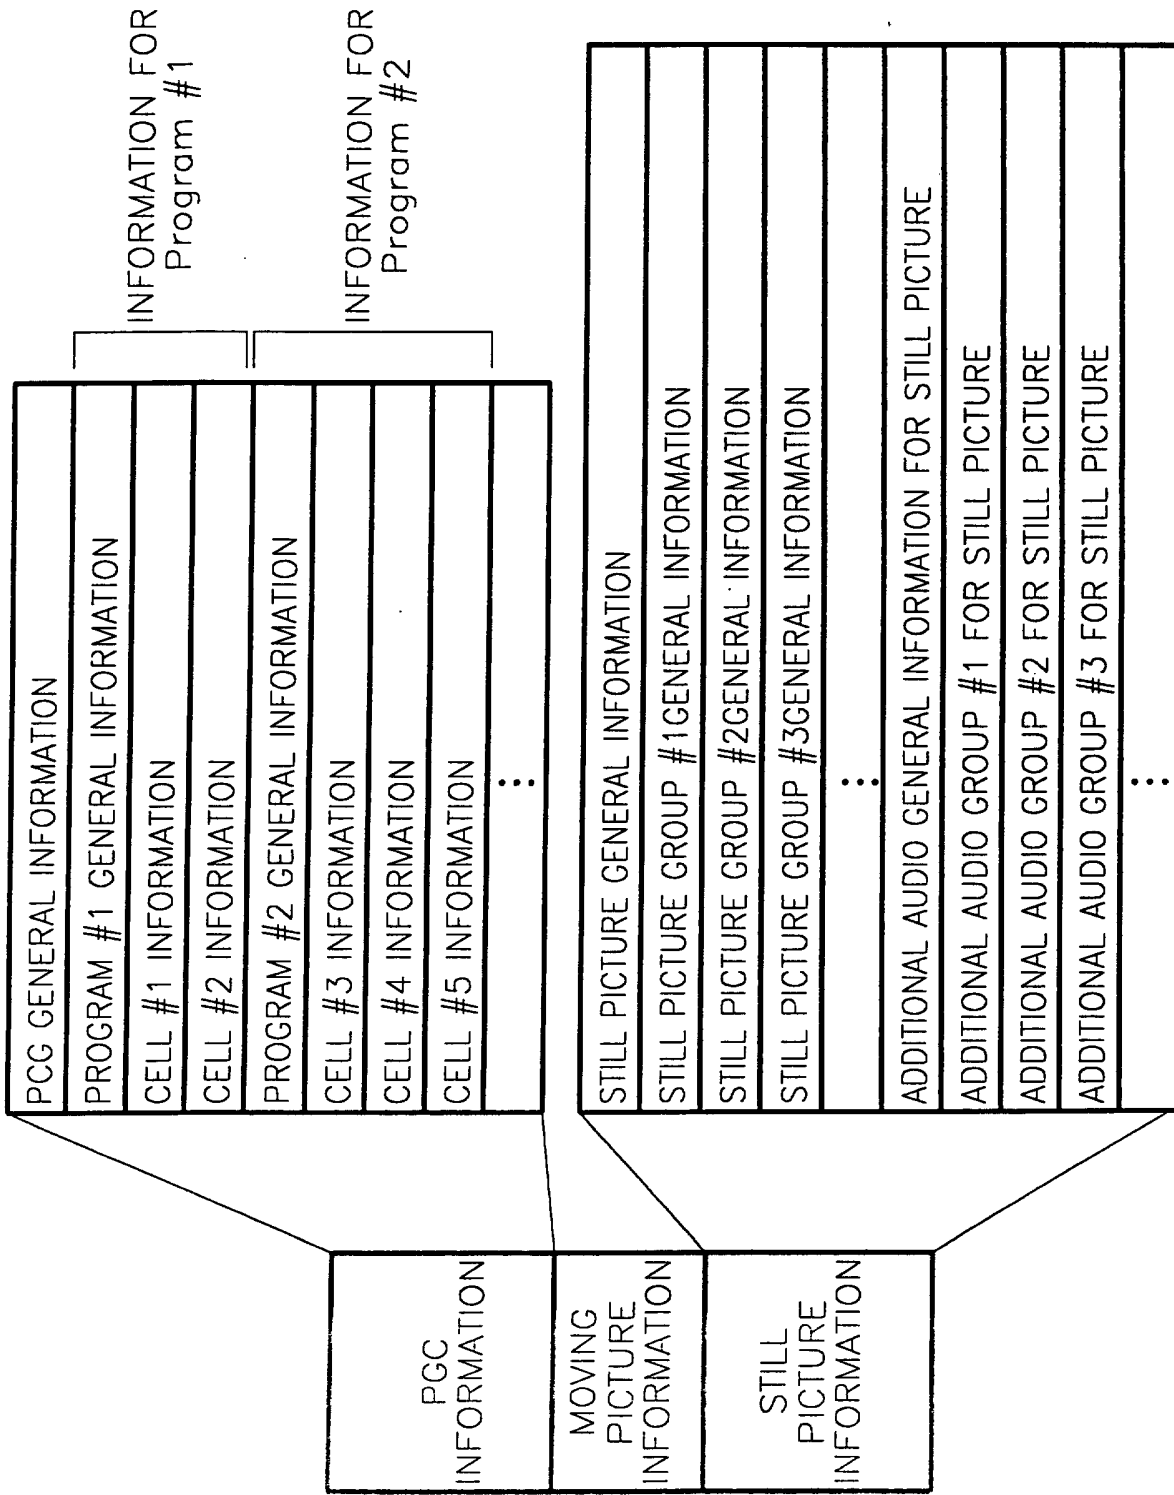 PGC
INFORMATION
MOVING
PICTURE
INFORMATION
STILL
PICTURE
INFORMATION
PCG GENERAL INFORMATION
PROGRAM #1 GENERAL INFORMATION
CELL #1 INFORMATION
CELL #2 INFORMATION
PROGRAM #2 GENERAL INFORMATION
CELL #3 INFORMATION
CELL #4 INFORMATION
CELL #5 INFORMATION
...
INFORMATION FOR
Program #1
INFORMATION FOR
Program #2
STILL PICTURE GENERAL INFORMATION
STILL PICTURE GROUP #1GENERAL INFORMATION
STILL PICTURE GROUP #2GENERAL INFORMATION
STILL PICTURE GROUP #3GENERAL INFORMATION
...
ADDITIONAL AUDIO GENERAL INFORMATION FOR STILL PICTURE
ADDITIONAL AUDIO GROUP #1 FOR STILL PICTURE
ADDITIONAL AUDIO GROUP #2 FOR STILL PICTURE
ADDITIONAL AUDIO GROUP #3 FOR STILL PICTURE
...